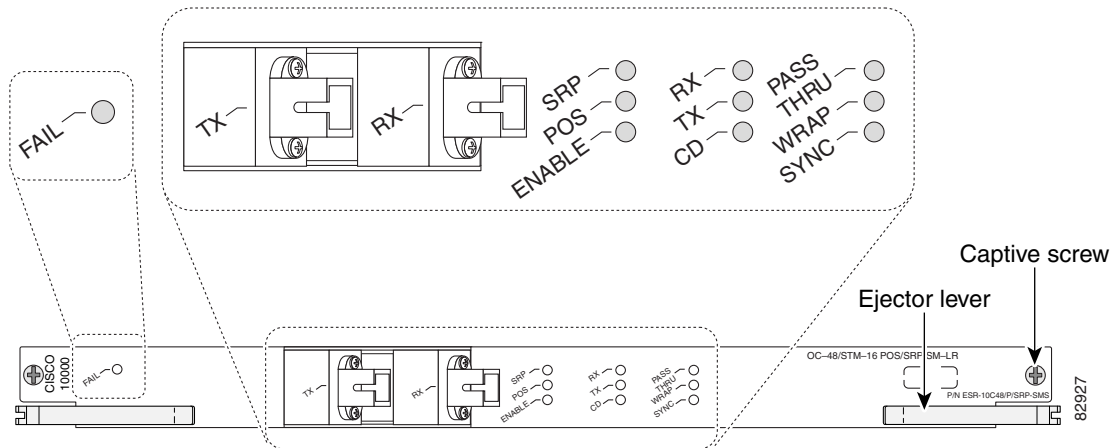 FAIL
TX
RX
SRP
POS
ENABLE
RX
TX
CD
PASS
THRU
WRAP
SYNC
Captive screw
Ejector lever
CISCO
10000
FAIL
TX
RX
SRP
POS
ENABLE
RX
TX
CD
PASS
THRU
WRAP
SYNC
OC–48/STM–16 POS/SRP SM–LR
P/N ESR-10C48/P/SRP-SMS
82927